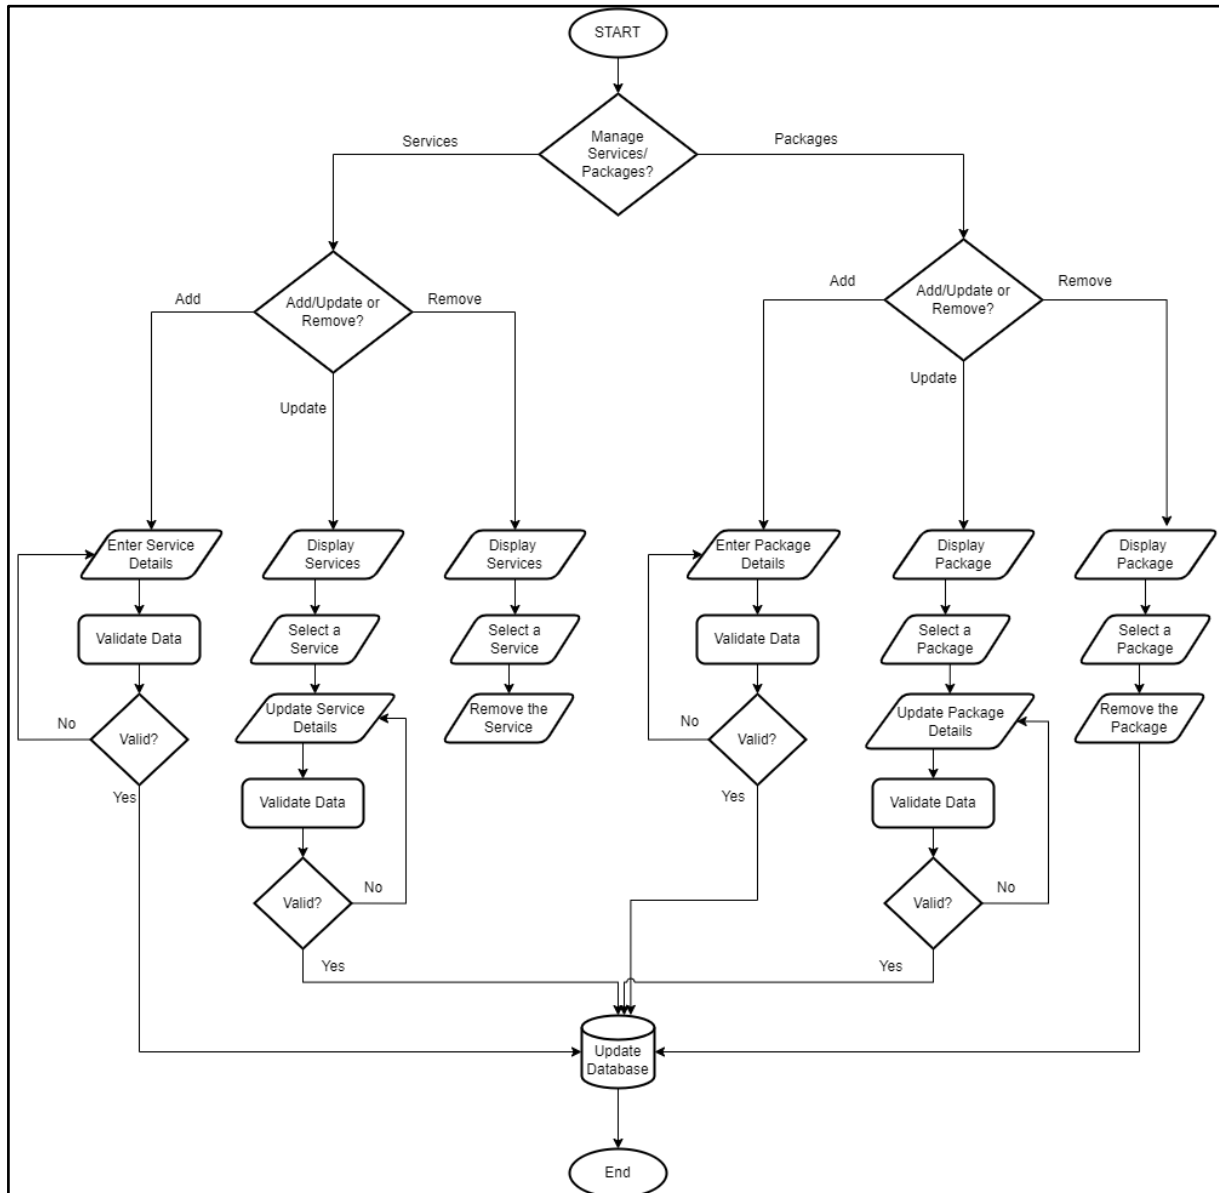 START
Manage
Services/
Packages?
Services
Packages
Add/Update or
Remove?
Add
Remove
Update
Add/Update or
Remove?
Add
Remove
Update
Enter Service
Details
Display
Services
Display
Services
Enter Package
Details
Display
Package
Display
Package
Validate Data
Select a
Service
Select a
Service
Validate Data
Select a
Package
Select a
Package
Valid?
No
Yes
Update Service
Details
Remove the
Service
Valid?
No
Yes
Update Package
Details
Remove the
Package
Validate Data
Validate Data
Valid?
No
Yes
Valid?
No
Yes
Update
Database
End